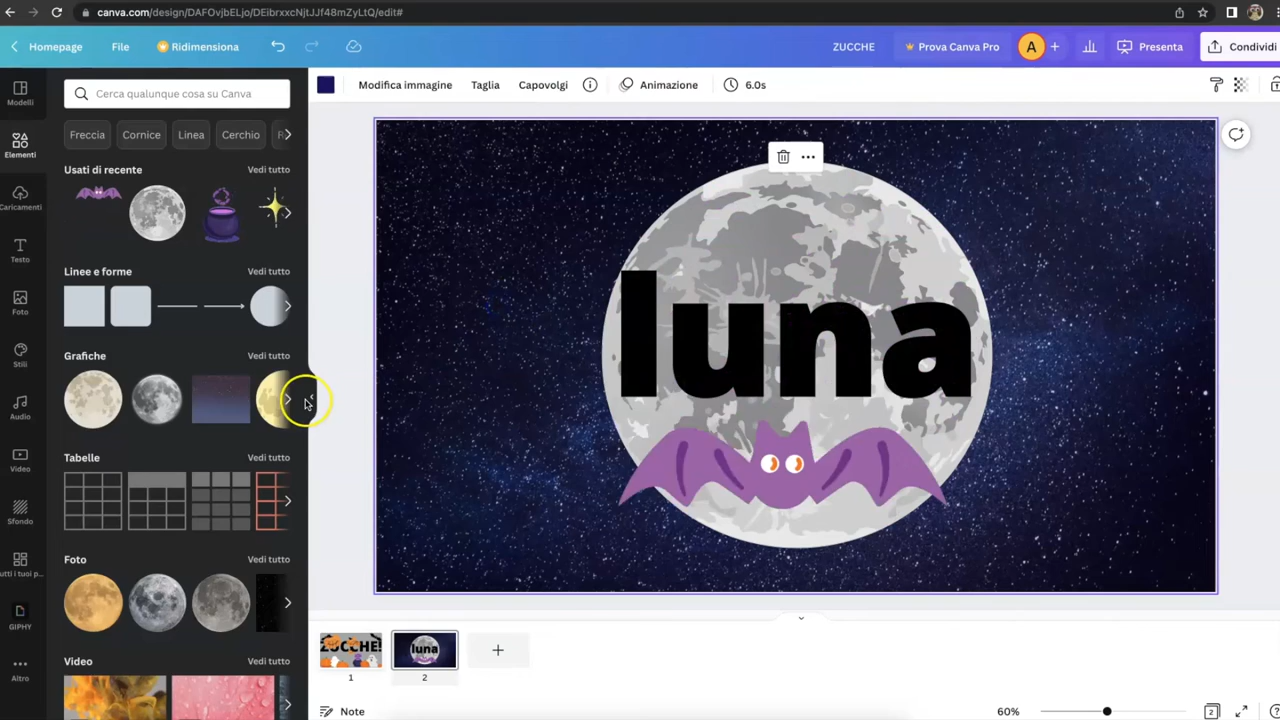 canva.com/design/DAFOvjbELjo/DEibrxxcNjtJJf48mZyLtQ/edit#
Homepage
File
Ridimensiona
ZUCCHE
Prova Canva Pro
A
Presenta
Condividi
Modelli
Elementi
Caricamenti
Testo
Foto
Stili
Audio
Video
Sfondo
GIPHY
Altro
Cerca qualunque cosa su Canva
Freccia
Cornice
Linea
Cerchio
Usati di recente
Vedi tutto
Linee e forme
Vedi tutto
Grafiche
Vedi tutto
Tabelle
Vedi tutto
Foto
Vedi tutto
Video
Vedi tutto
Modifica immagine
Taglia
Capovolgi
Animazione
6.0s
luna
ZUCCHE!
luna
1
2
Note
60%
2